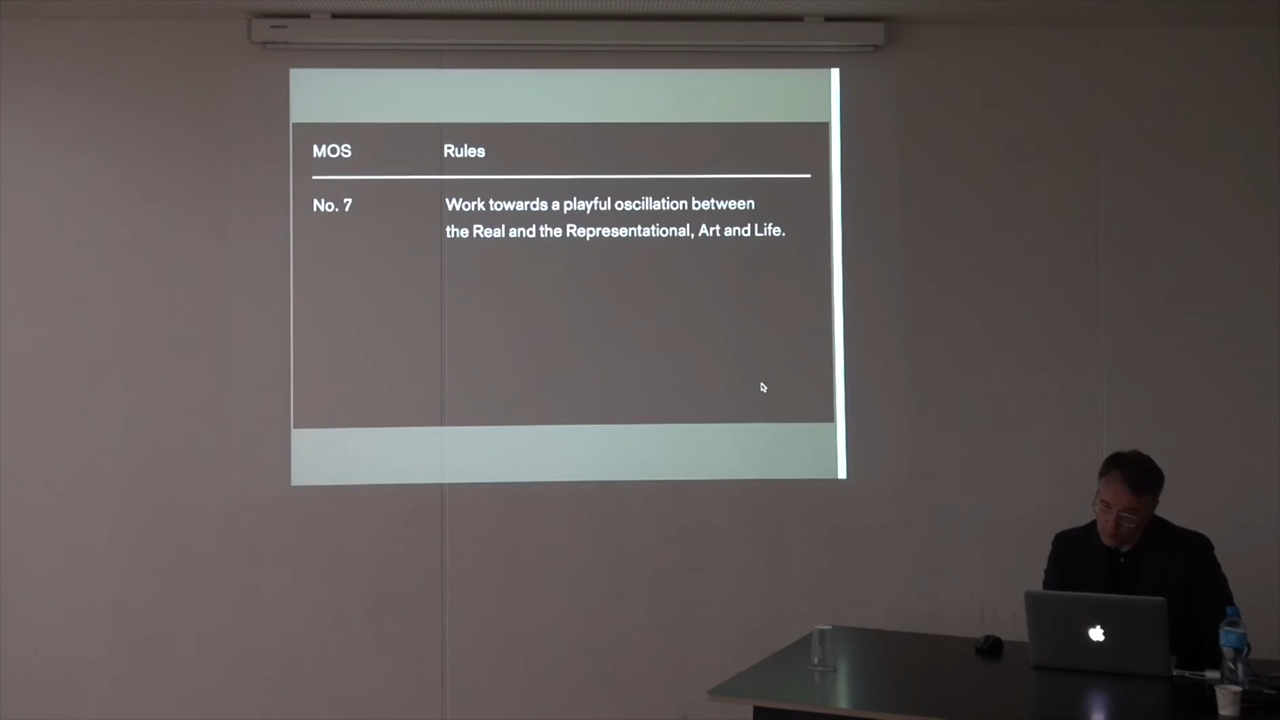 MOS Rules
No. 7 Work towards a playful oscillation between
the Real and the Representational, Art and Life.